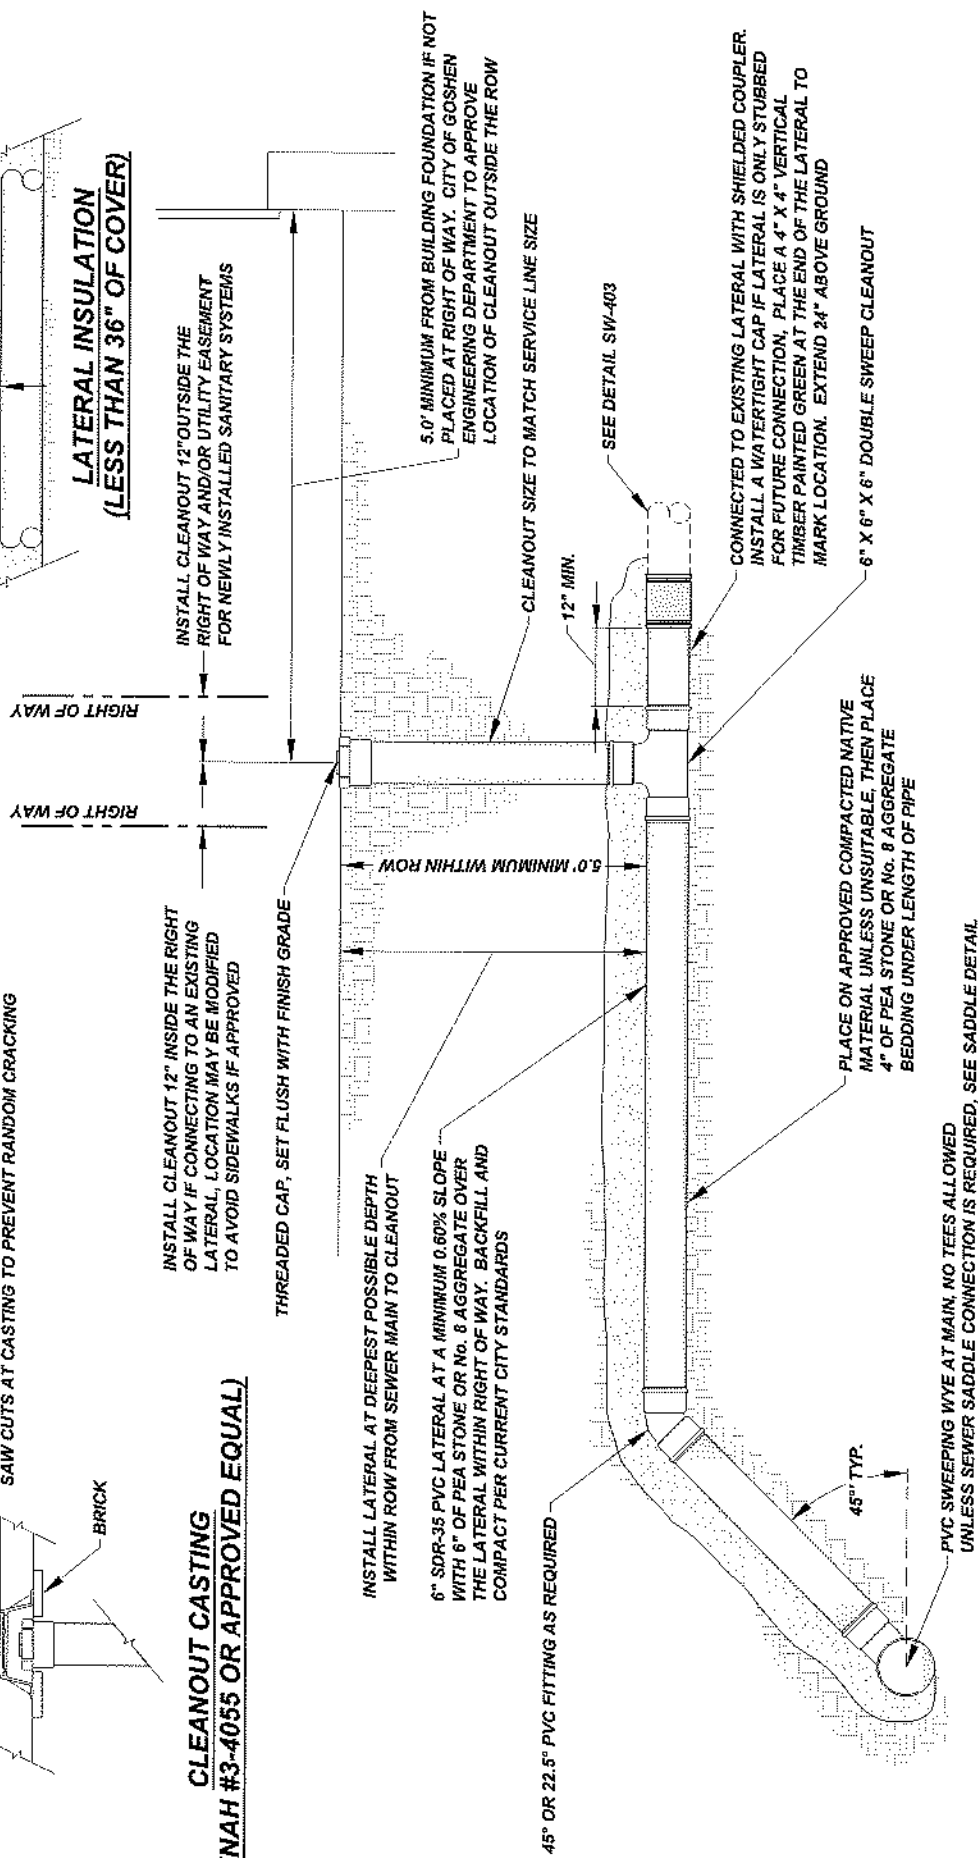 SAW CUTS AT CASTING TO PREVENT RANDOM CRACKING
BRICK
CLEANOUT CASTING
NAH #3-4055 OR APPROVED EQUAL)
LATERAL INSULATION
(LESS THAN 36" OF COVER)
INSTALL CLEANOUT 12" INSIDE THE RIGHT
OF WAY IF CONNECTING TO AN EXISTING
LATERAL, LOCATION MAY BE MODIFIED
TO AVOID SIDEWALKS IF APPROVED
RIGHT OF WAY
RIGHT OF WAY
INSTALL CLEANOUT 12"OUTSIDE THE
RIGHT OF WAY AND/OR UTILITY EASEMENT
FOR NEWLY INSTALLED SANITARY SYSTEMS
THREADED CAP, SET FLUSH WITH FINISH GRADE
5.0' MINIMUM FROM BUILDING FOUNDATION IF NOT
PLACED AT RIGHT OF WAY. CITY OF GOSHEN
ENGINEERING DEPARTMENT TO APPROVE
LOCATION OF CLEANOUT OUTSIDE THE ROW
INSTALL LATERAL AT DEEPEST POSSIBLE DEPTH
WITHIN ROW FROM SEWER MAIN TO CLEANOUT
5.0' MINIMUM WITHIN ROW
CLEANOUT SIZE TO MATCH SERVICE LINE SIZE
6" SDR-35 PVC LATERAL AT A MINIMUM 0.60% SLOPE
WITH 6" OF PEA STONE OR No. 8 AGGREGATE OVER
THE LATERAL WITHIN RIGHT OF WAY. BACKFILL AND
COMPACT PER CURRENT CITY STANDARDS
12" MIN.
SEE DETAIL SW-403
45° OR 22.5° PVC FITTING AS REQUIRED
CONNECTED TO EXISTING LATERAL WITH SHIELDED COUPLER.
INSTALL A WATERTIGHT CAP IF LATERAL IS ONLY STUBBED
FOR FUTURE CONNECTION, PLACE A 4" X 4" VERTICAL
TIMBER PAINTED GREEN AT THE END OF THE LATERAL TO
MARK LOCATION. EXTEND 24" ABOVE GROUND
6" X 6" X 6" DOUBLE SWEEP CLEANOUT
PLACE ON APPROVED COMPACTED NATIVE
MATERIAL UNLESS UNSUITABLE, THEN PLACE
4" OF PEA STONE OR No. 8 AGGREGATE
BEDDING UNDER LENGTH OF PIPE
45° TYP.
PVC SWEEPING WYE AT MAIN, NO TEES ALLOWED
UNLESS SEWER SADDLE CONNECTION IS REQUIRED, SEE SADDLE DETAIL